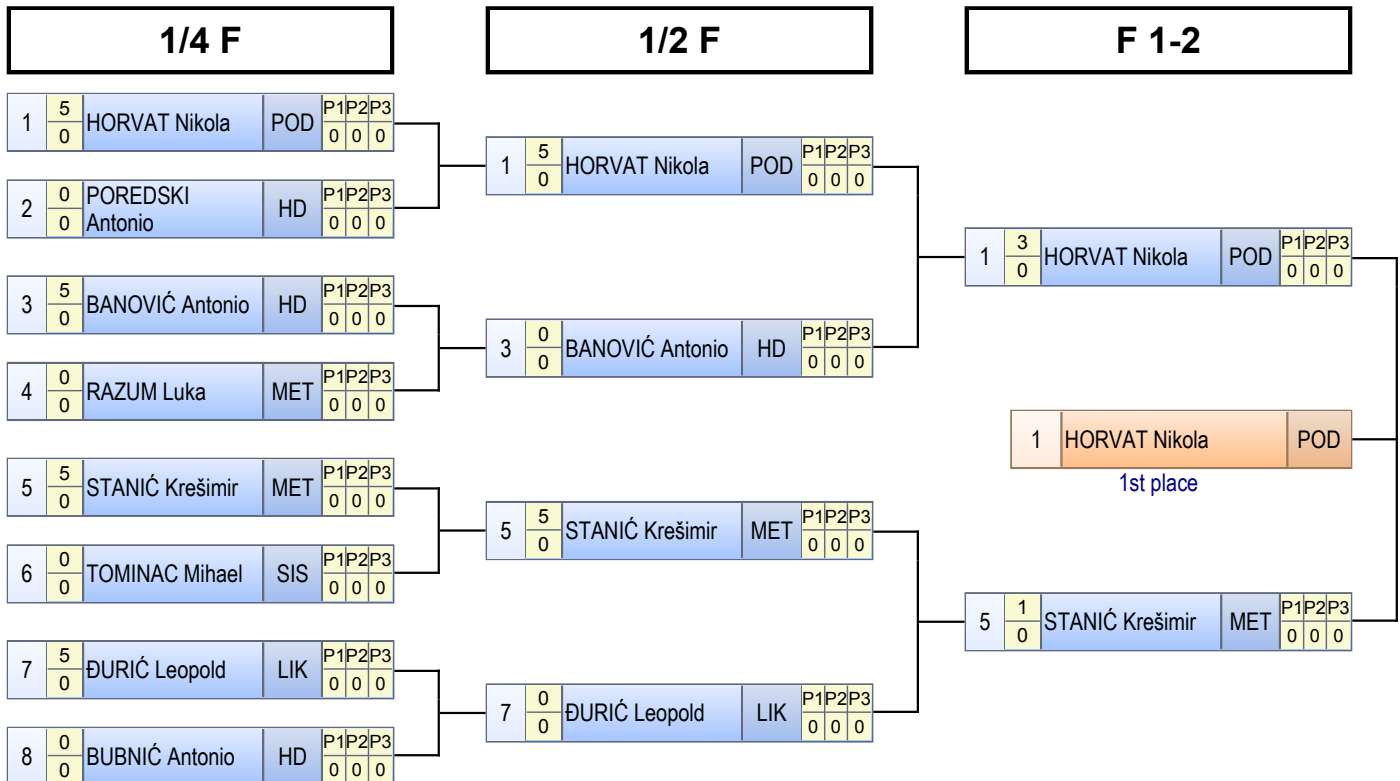 1/4 F
1/2 F
F 1-2
1 5 HORVAT Nikola POD P1 P2 P3
0 0 0 0
2 0 POREDSKI Antonio HD P1 P2 P3
0 0 0 0
3 5 BANOVIĆ Antonio HD P1 P2 P3
0 0 0 0
4 0 RAZUM Luka MET P1 P2 P3
0 0 0 0
5 5 STANIĆ Krešimir MET P1 P2 P3
0 0 0 0
6 0 TOMINAC Mihael SIS P1 P2 P3
0 0 0 0
7 5 ĐURIĆ Leopold LIK P1 P2 P3
0 0 0 0
8 0 BUBNIĆ Antonio HD P1 P2 P3
0 0 0 0
1 5 HORVAT Nikola POD P1 P2 P3
0 0 0 0
3 0 BANOVIĆ Antonio HD P1 P2 P3
0 0 0 0
5 5 STANIĆ Krešimir MET P1 P2 P3
0 0 0 0
7 0 ĐURIĆ Leopold LIK P1 P2 P3
0 0 0 0
1 3 HORVAT Nikola POD P1 P2 P3
0 0 0 0
1 HORVAT Nikola POD
1st place
5 1 STANIĆ Krešimir MET P1 P2 P3
0 0 0 0